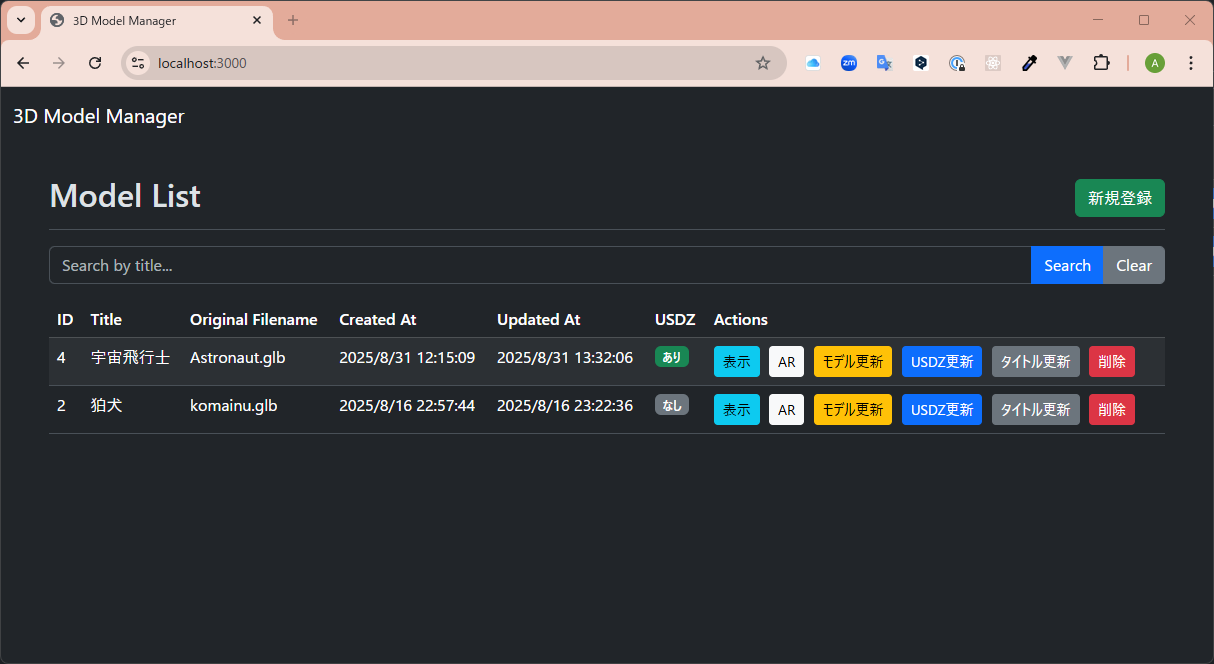 3D Model Manager
localhost:3000
zm
A
3D Model Manager
Model List
新規登録
Search by title...
Search Clear
ID Title Original Filename Created At Updated At USDZ Actions
4 宇宙飛行士 Astronaut.glb 2025/8/31 12:15:09 2025/8/31 13:32:06 あり 表示 AR モデル更新 USDZ更新 タイトル更新 削除
2 狛犬 komainu.glb 2025/8/16 22:57:44 2025/8/16 23:22:36 なし 表示 AR モデル更新 USDZ更新 タイトル更新 削除